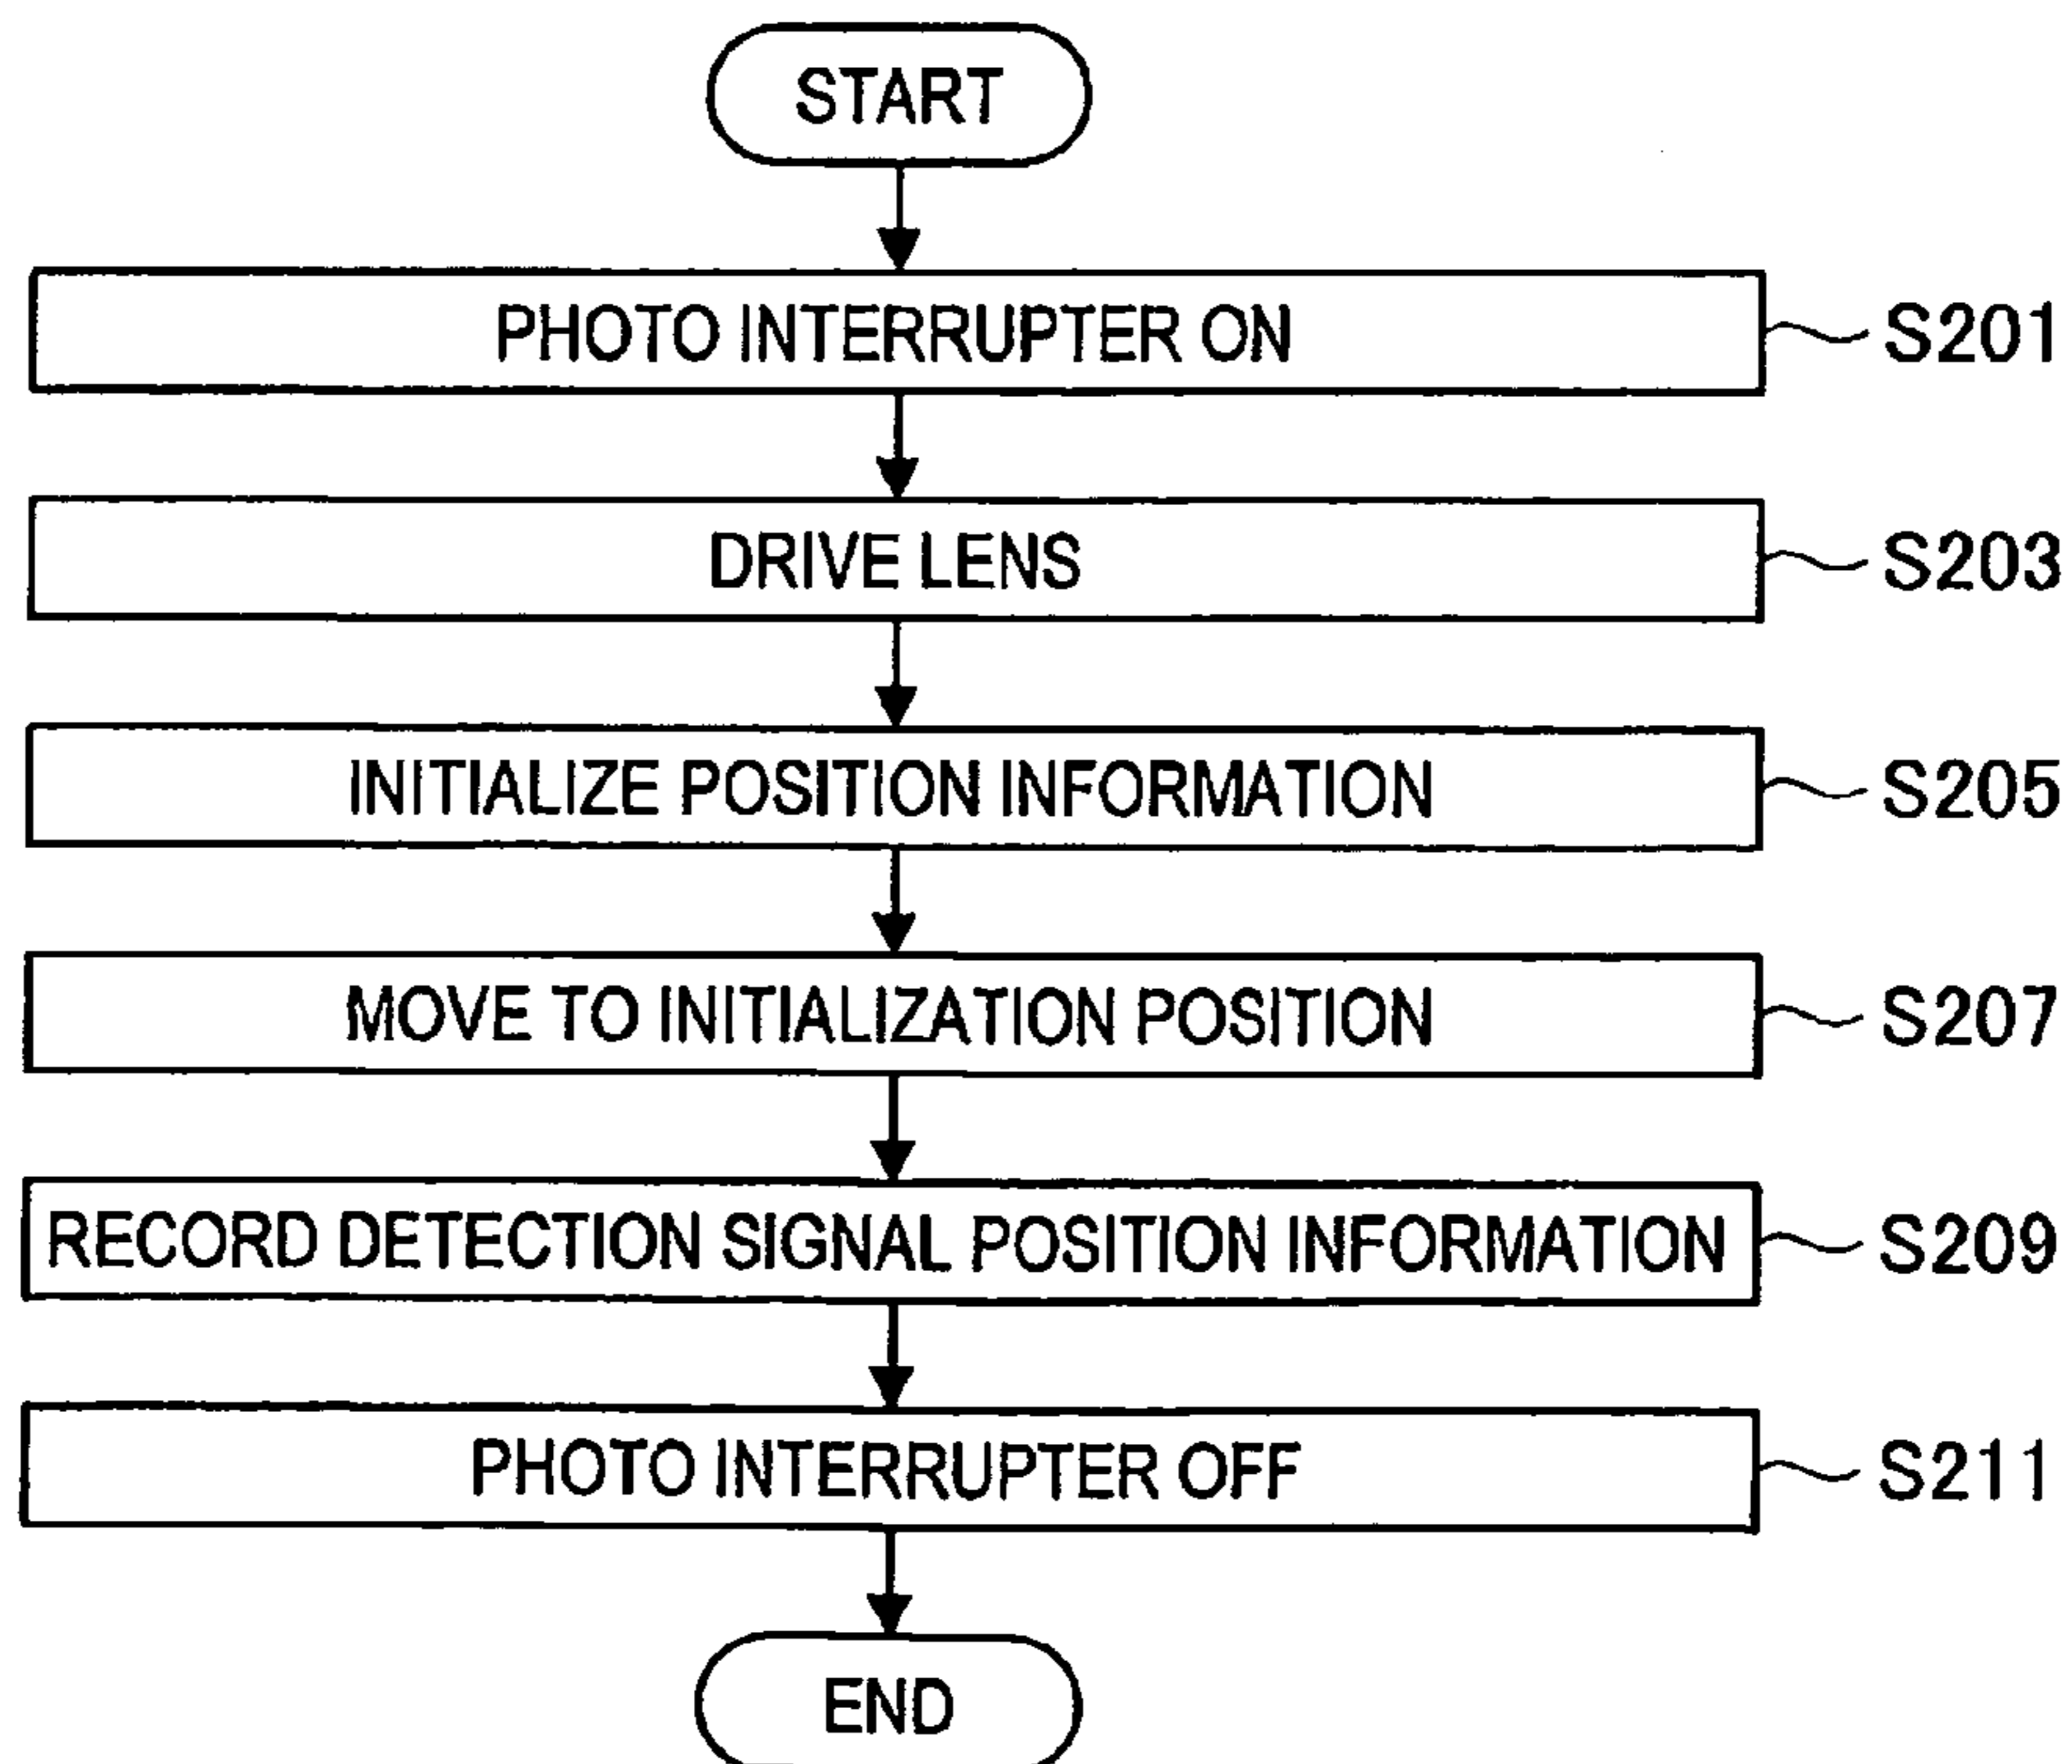 START
PHOTO INTERRUPTER ON
S201
DRIVE LENS
S203
INITIALIZE POSITION INFORMATION
S205
MOVE TO INITIALIZATION POSITION
S207
RECORD DETECTION SIGNAL POSITION INFORMATION
S209
PHOTO INTERRUPTER OFF
S211
END